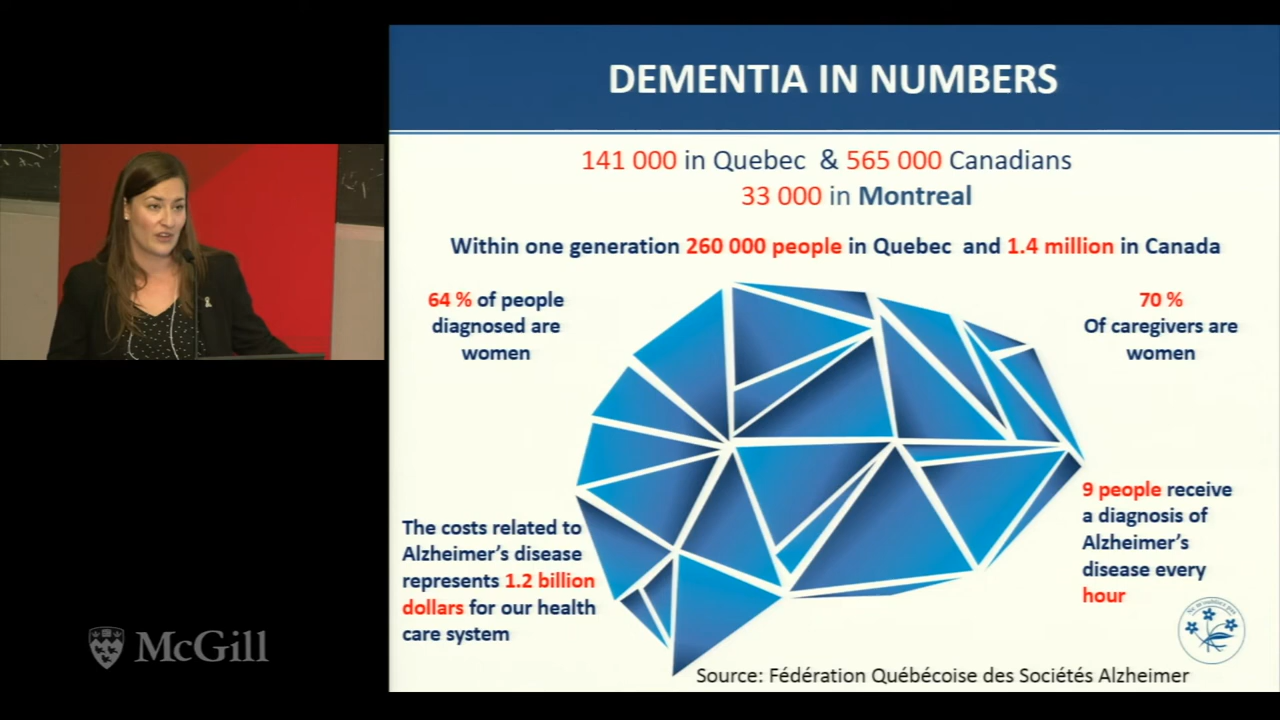 DEMENTIA IN NUMBERS
141 000 in Quebec & 565 000 Canadians
33 000 in Montreal
Within one generation 260 000 people in Quebec and 1.4 million in Canada
64 % of people
diagnosed are
women
70 %
Of caregivers are
women
The costs related to
Alzheimer's disease
represents 1.2 billion
dollars for our health
care system
9 people receive
a diagnosis of
Alzheimer's
disease every
hour
Source: Fédération Québécoise des Sociétés Alzheimer
McGill